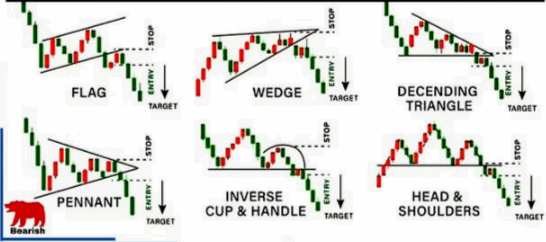 STOP
ENTRY
TARGET
FLAG
STOP
ENTRY
TARGET
WEDGE
STOP
ENTRY
TARGET
DECENDING
TRIANGLE
STOP
ENTRY
TARGET
PENNANT
Bearish
STOP
ENTRY
TARGET
INVERSE
CUP & HANDLE
STOP
ENTRY
TARGET
HEAD &
SHOULDERS